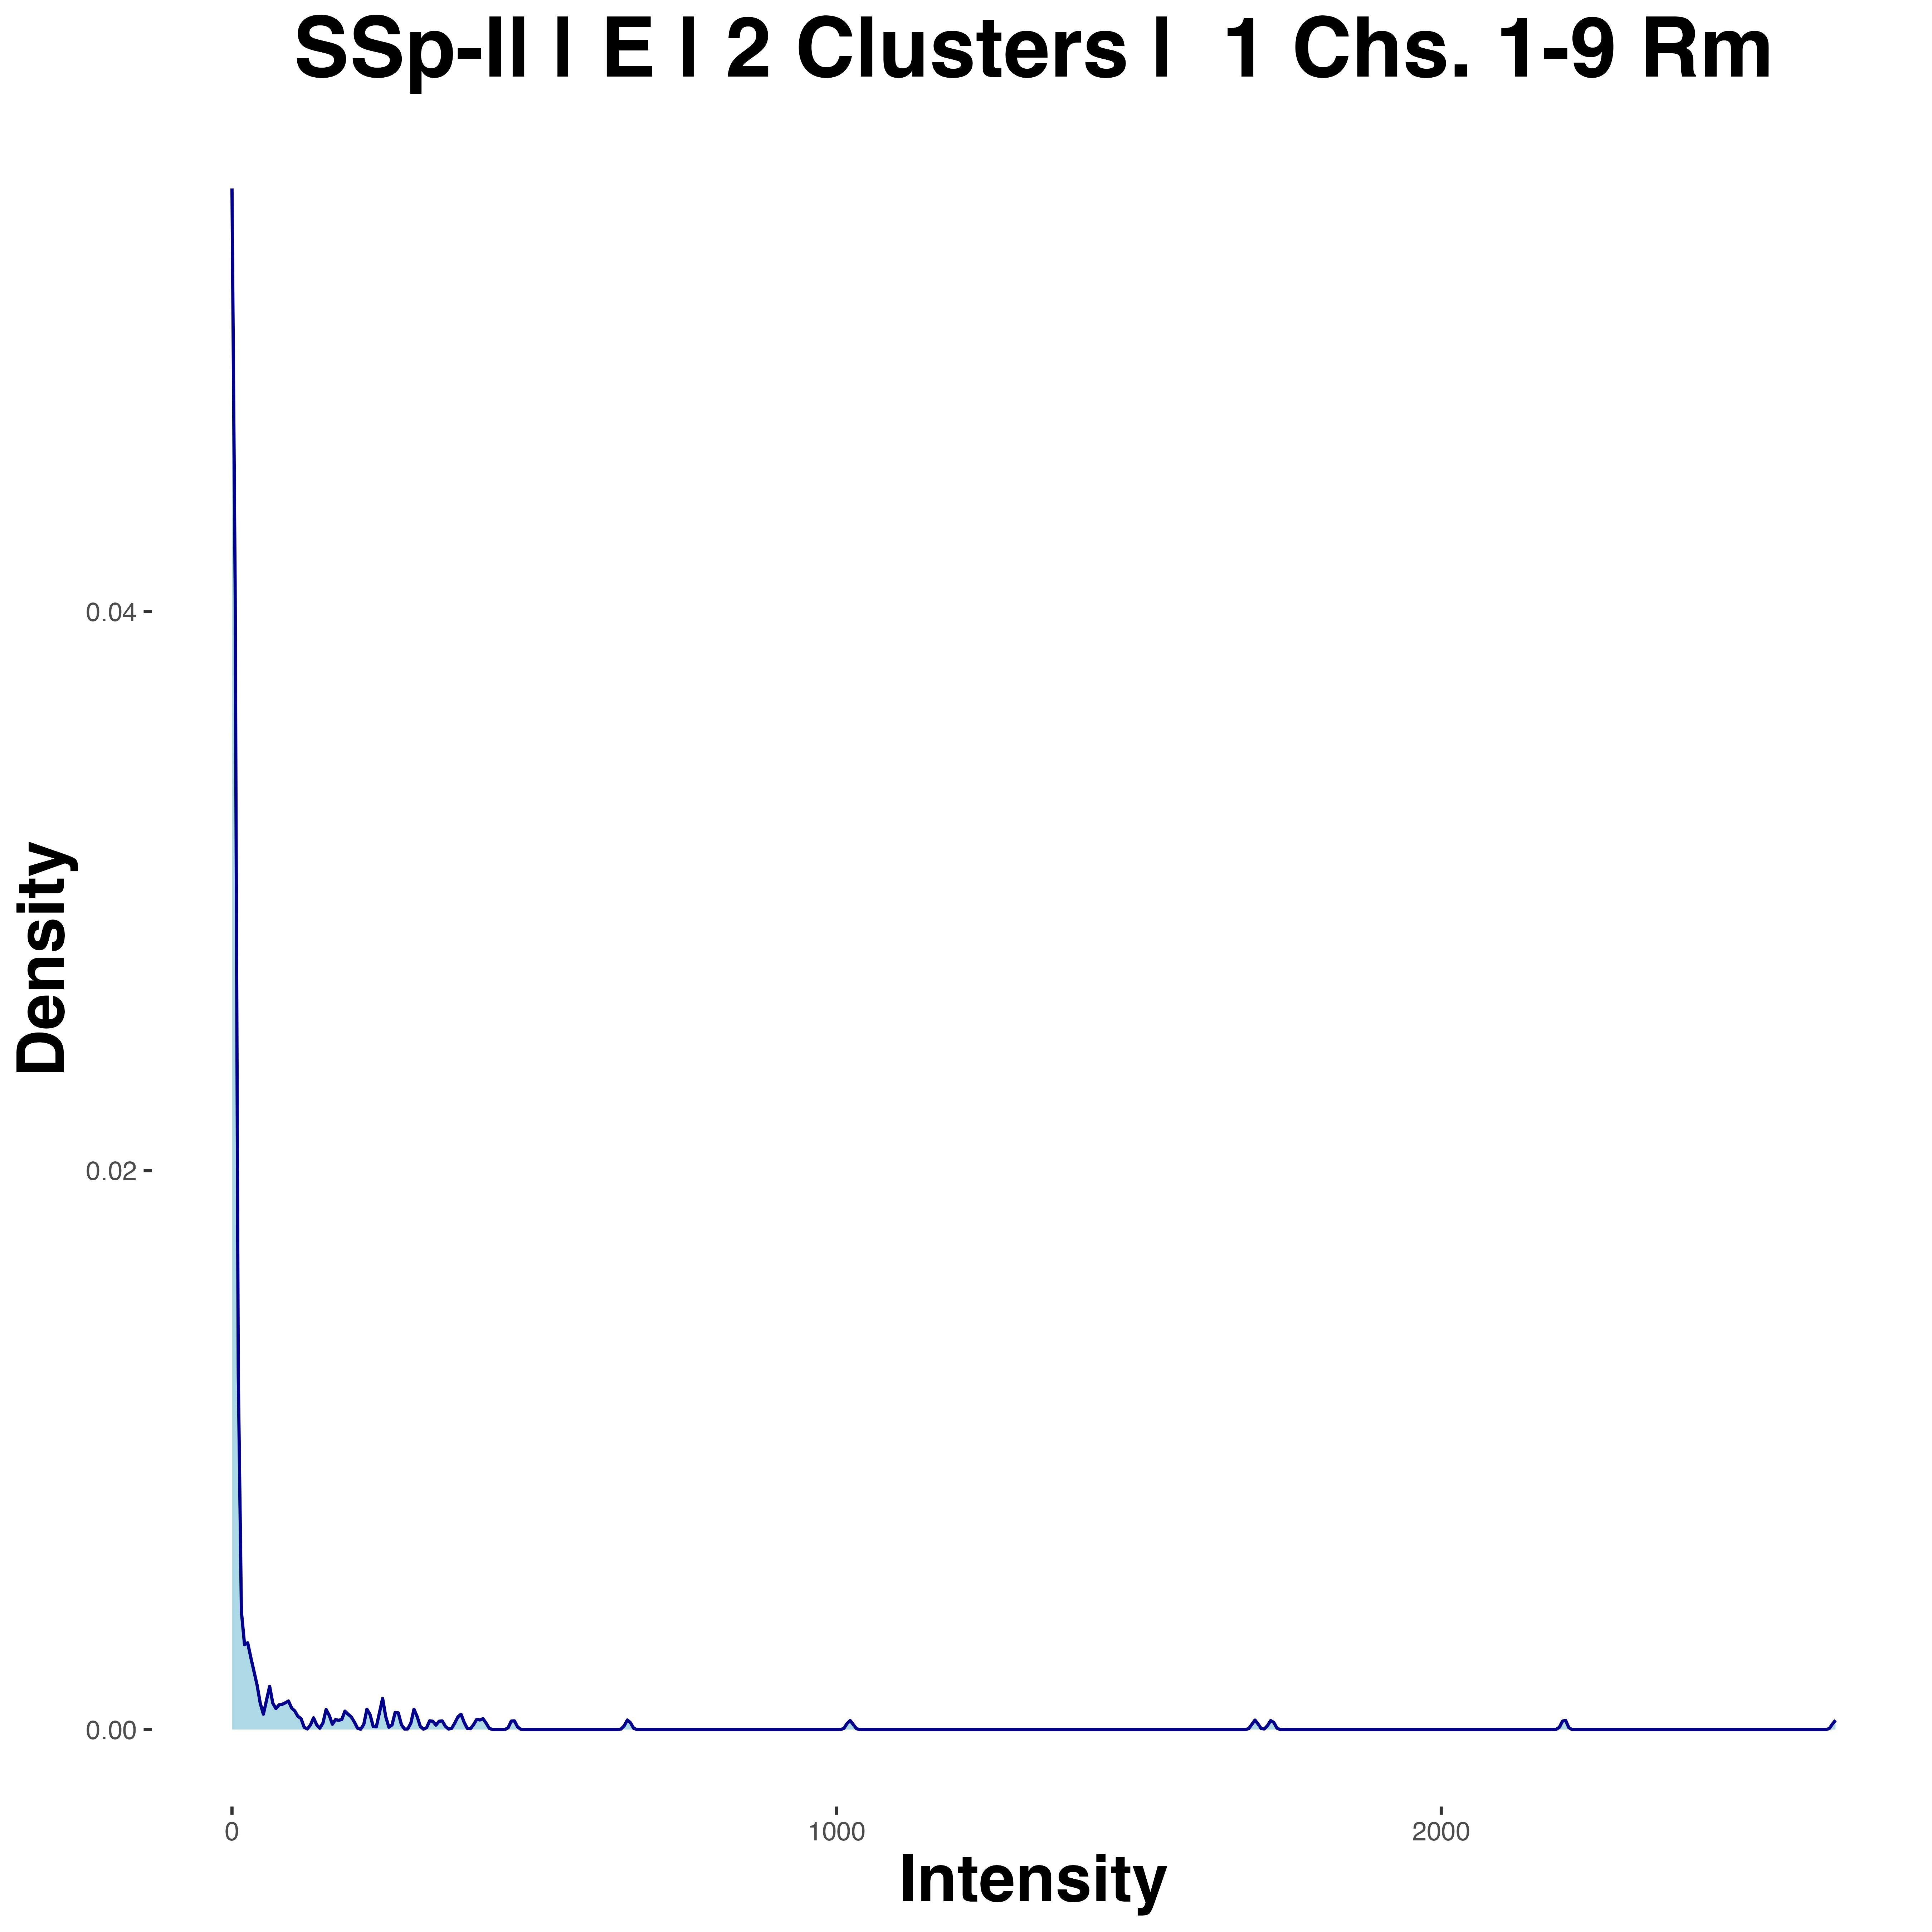 SSp-ll | E | 2 Clusters |  1 Chs. 1-9 Rm
Density
0.04
0.02
0.00
0
1000
2000
Intensity